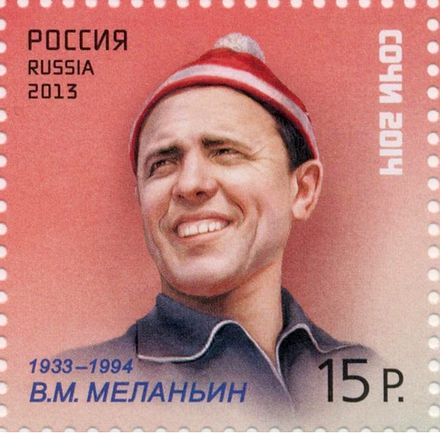 РОССИЯ
RUSSIA
2013
СОЧИ 2014
1933–1994
В.М. МЕЛАНЬИН
15 Р.